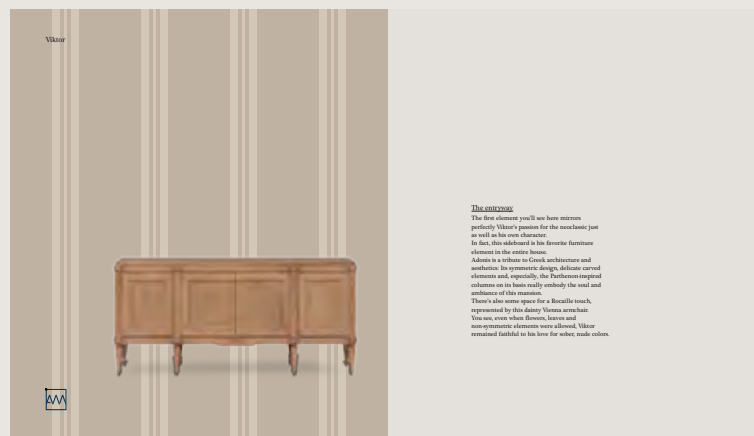 Viktor
The entryway
The first element you'll see here mirrors
perfectly Viktor's passion for the neoclassic just
as well as his own character.
In fact, this sideboard is his favorite furniture
element in the entire house.
Adonis is a tribute to Greek architecture and
aesthetics: Its symmetric design, delicate carved
elements and, especially, the Parthenon-inspired
columns on its basis really embody the soul and
ambiance of this mansion.
There's also some space for a Rocaille touch,
represented by this dainty Vienna armchair.
You see, even when flowers, leaves and
non-symmetric elements were allowed, Viktor
remained faithful to his love for sober, nude colors.